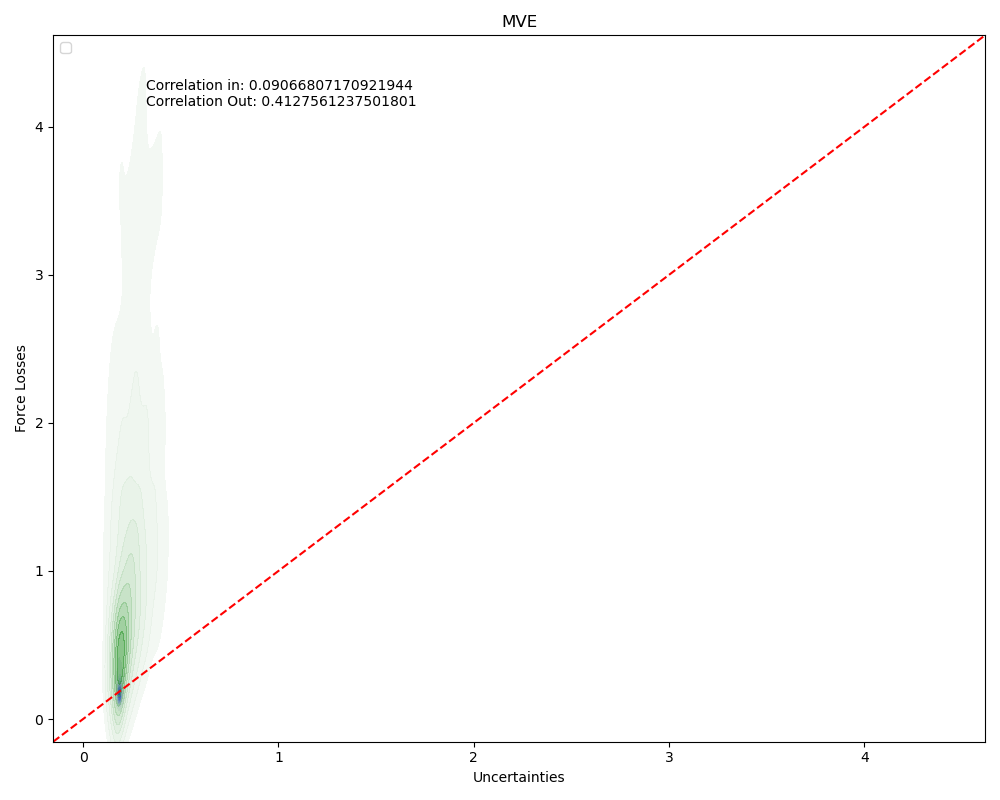 MVE
Correlation in: 0.09066807170921944
Correlation Out: 0.4127561237501801
4
3
2
1
0
Force Losses
0 1 2 3 4
Uncertainties